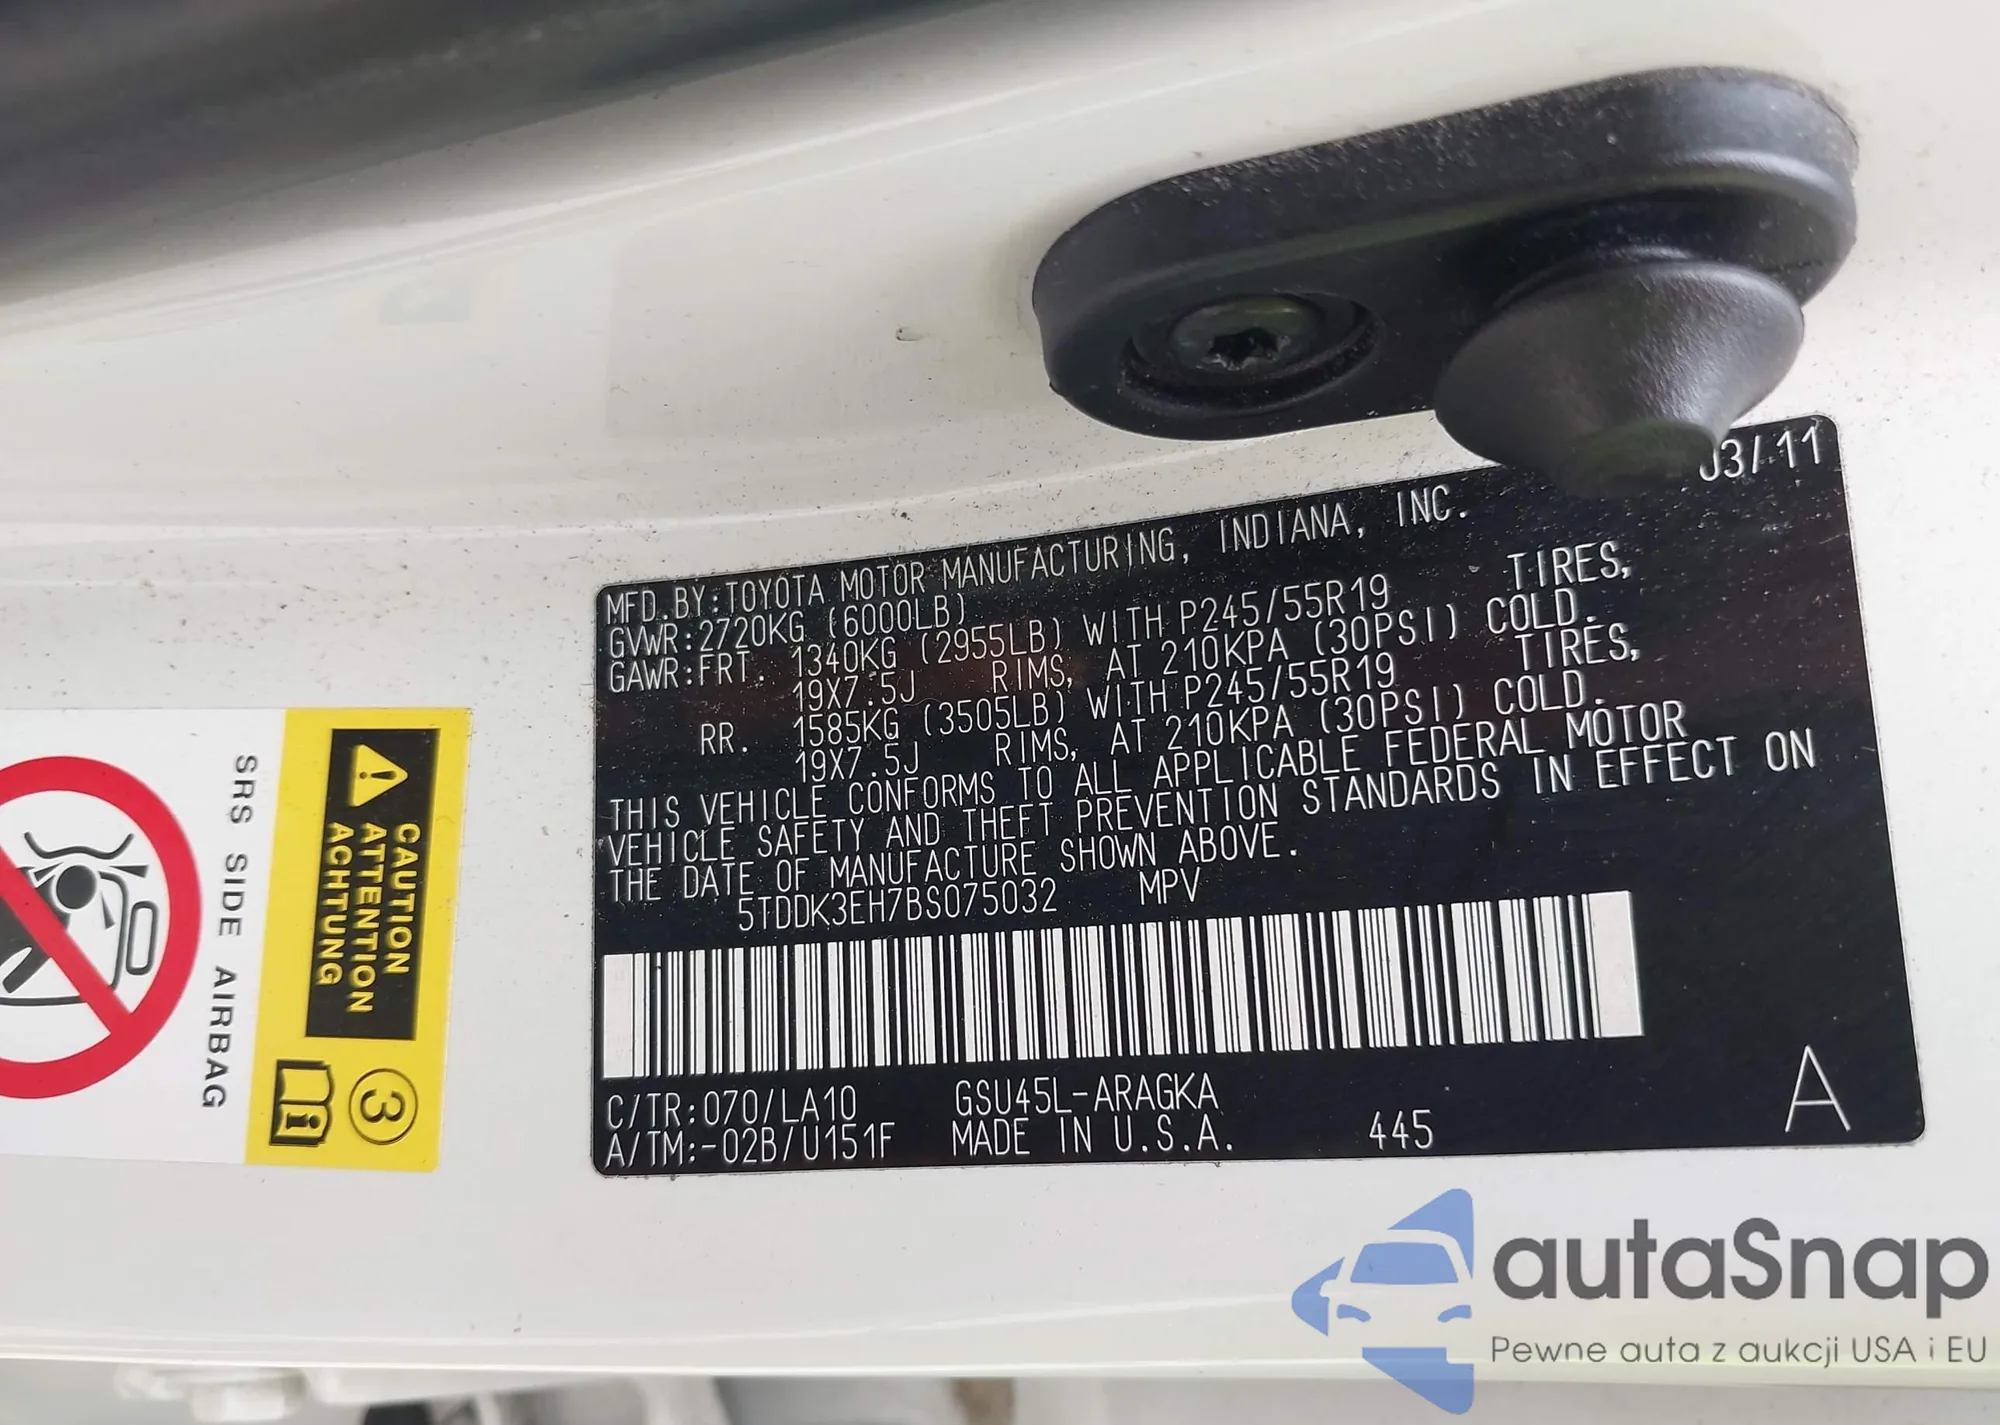 03/11
MFD.BY:TOYOTA MOTOR MANUFACTURING, INDIANA, INC.
GVWR:2720KG (6000LB)
GAWR:FRT. 1340KG (2955LB) WITH P245/55R19 TIRES,
19X7.5J RIMS, AT 210KPA (30PSI) COLD.
RR. 1585KG (3505LB) WITH P245/55R19 TIRES,
19X7.5J RIMS, AT 210KPA (30PSI) COLD.
THIS VEHICLE CONFORMS TO ALL APPLICABLE FEDERAL MOTOR
VEHICLE SAFETY AND THEFT PREVENTION STANDARDS IN EFFECT ON
THE DATE OF MANUFACTURE SHOWN ABOVE.
5TDDK3EH7BS075032 MPV
C/TR:070/LA10 GSU45L-ARAGKA
A/TM:-02B/U151F MADE IN U.S.A. 445 A
CAUTION
ATTENTION
ACHTUNG
3
i
SRS SIDE AIRBAG
autaSnap
Pewne auta z aukcji USA i EU